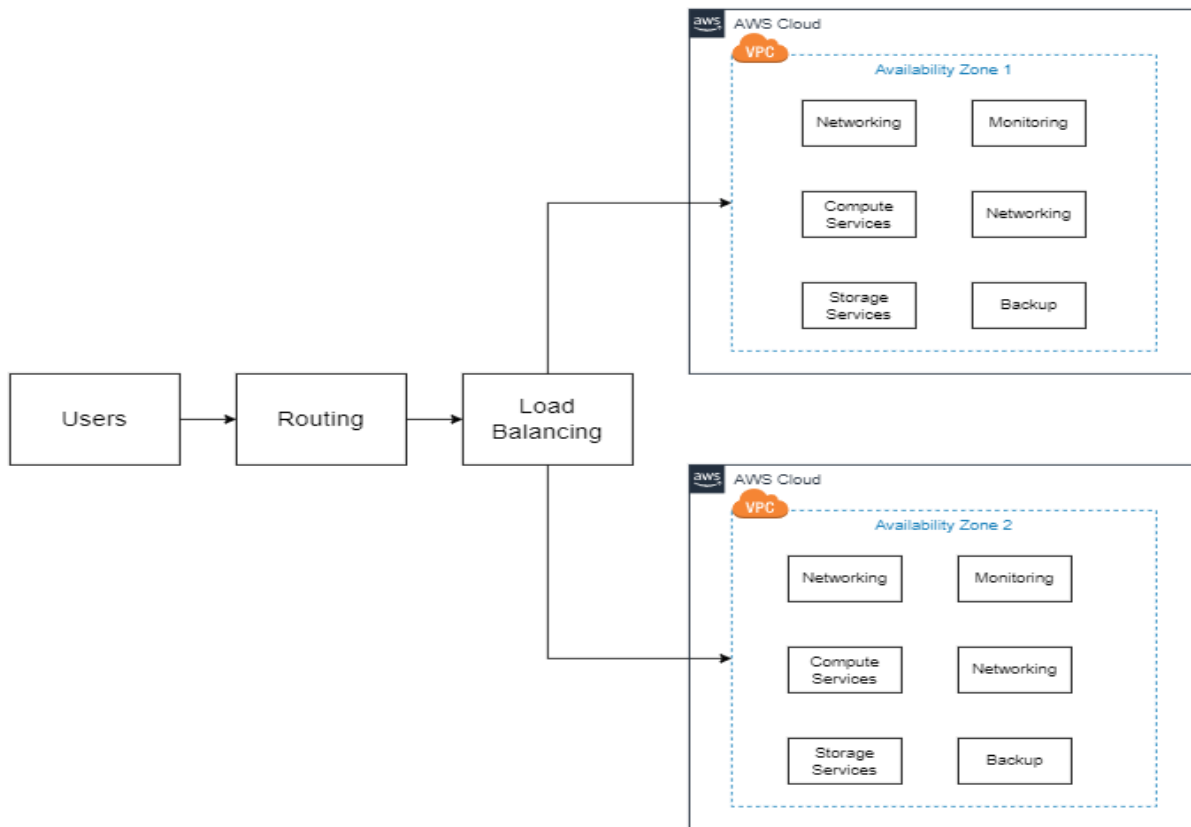 aws
AWS Cloud
VPC
Availability Zone 1
Networking
Monitoring
Compute
Services
Networking
Storage
Services
Backup
Users
Routing
Load
Balancing
aws
AWS Cloud
VPC
Availability Zone 2
Networking
Monitoring
Compute
Services
Networking
Storage
Services
Backup